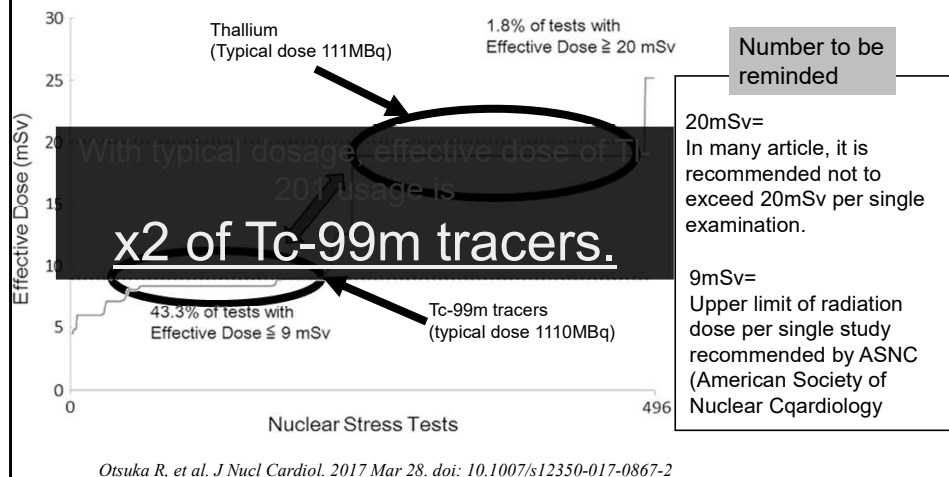 30
25
20
15
10
5
0
Effective Dose (mSv)
0
496
Nuclear Stress Tests
Thallium
(Typical dose 111MBq)
1.8% of tests with
Effective Dose ≧ 20 mSv
With typical dosage, effective dose of Tl-
201 usage is
x2 of Tc-99m tracers.
43.3% of tests with
Effective Dose ≦ 9 mSv
Tc-99m tracers
(typical dose 1110MBq)
Number to be
reminded
20mSv=
In many article, it is
recommended not to
exceed 20mSv per single
examination.
9mSv=
Upper limit of radiation
dose per single study
recommended by ASNC
(American Society of
Nuclear Cqardiology
Otsuka R, et al. J Nucl Cardiol. 2017 Mar 28. doi: 10.1007/s12350-017-0867-2